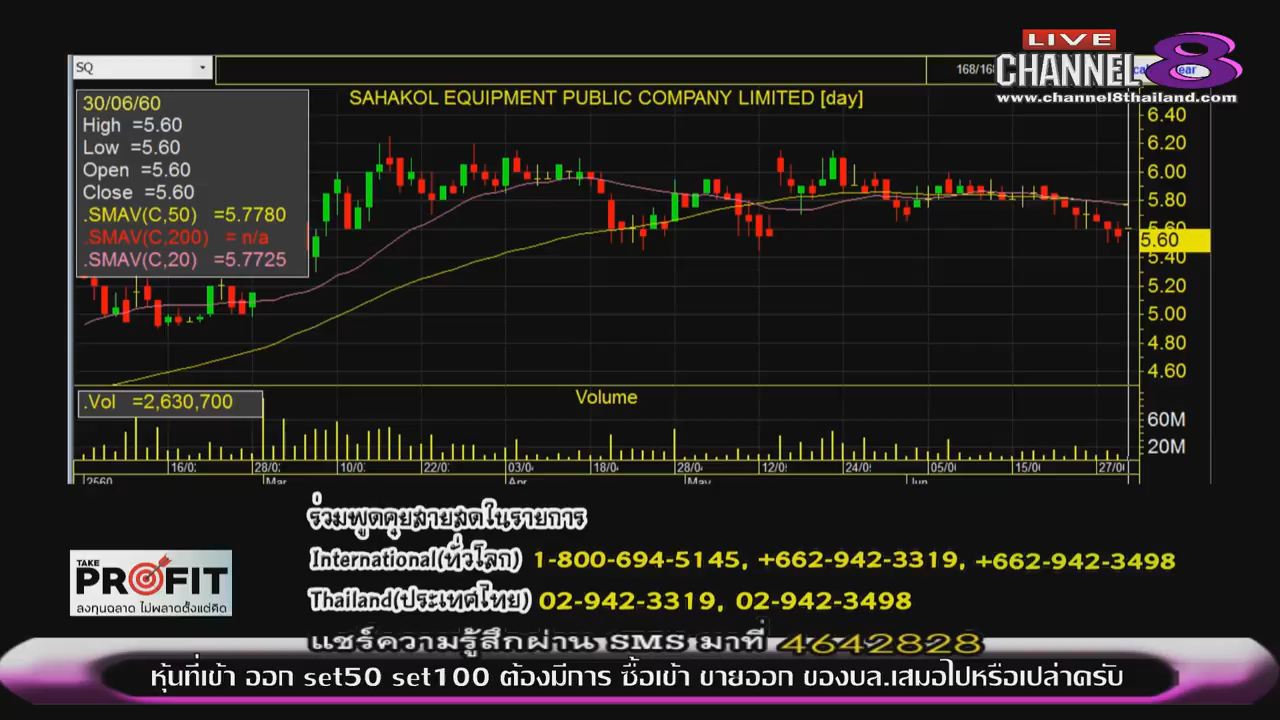 SQ
168/168
LIVE
CHANNEL 8
www.channel8thailand.com
SAHAKOL EQUIPMENT PUBLIC COMPANY LIMITED [day]
30/06/60
High =5.60
Low =5.60
Open =5.60
Close =5.60
.SMAV(C,50) =5.7780
.SMAV(C,200) = n/a
.SMAV(C,20) =5.7725
6.40
6.20
6.00
5.80
5.60
5.60
5.40
5.20
5.00
4.80
4.60
.Vol =2,630,700
Volume
60M
20M
16/0 28/0 10/0 22/0 03/0 18/0 28/0 12/0 24/0 05/0 15/0 27/0
2560 Mar Apr May Jun
ร่วมพูดคุยสายสดในรายการ
International(ทั่วโลก) 1-800-694-5145, +662-942-3319, +662-942-3498
Thailand(ประเทศไทย) 02-942-3319, 02-942-3498
TAKE
PROFIT
ลงทุนฉลาด ไม่พลาดตั้งแต่คิด
แชร์ความรู้สึกผ่าน SMS มาที่ 4642828
หุ้นที่เข้า ออก set50 set100 ต้องมีการ ซื้อเข้า ขายออก ของบล.เสมอไปหรือเปล่าครับ